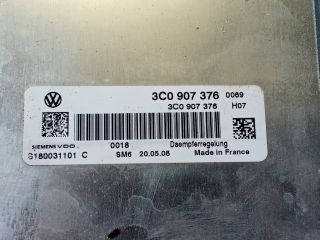 3C0 907 376 0069
3C0 907 376 H07
SIEMENS VDO 0018 Daempferregelung
S180031101 C SM6 20.05.08 Made in France